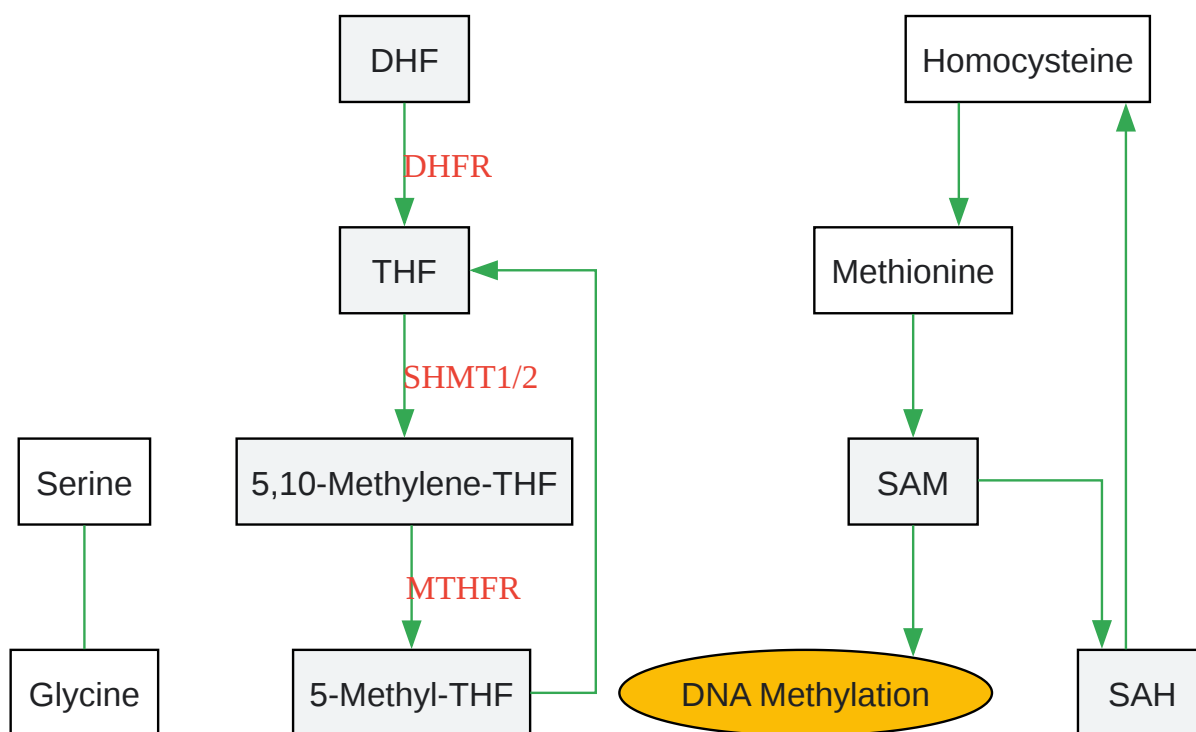 DHF
Homocysteine
DHFR
THF
Methionine
SHMT1/2
Serine
5,10-Methylene-THF
SAM
MTHFR
Glycine
5-Methyl-THF
DNA Methylation
SAH